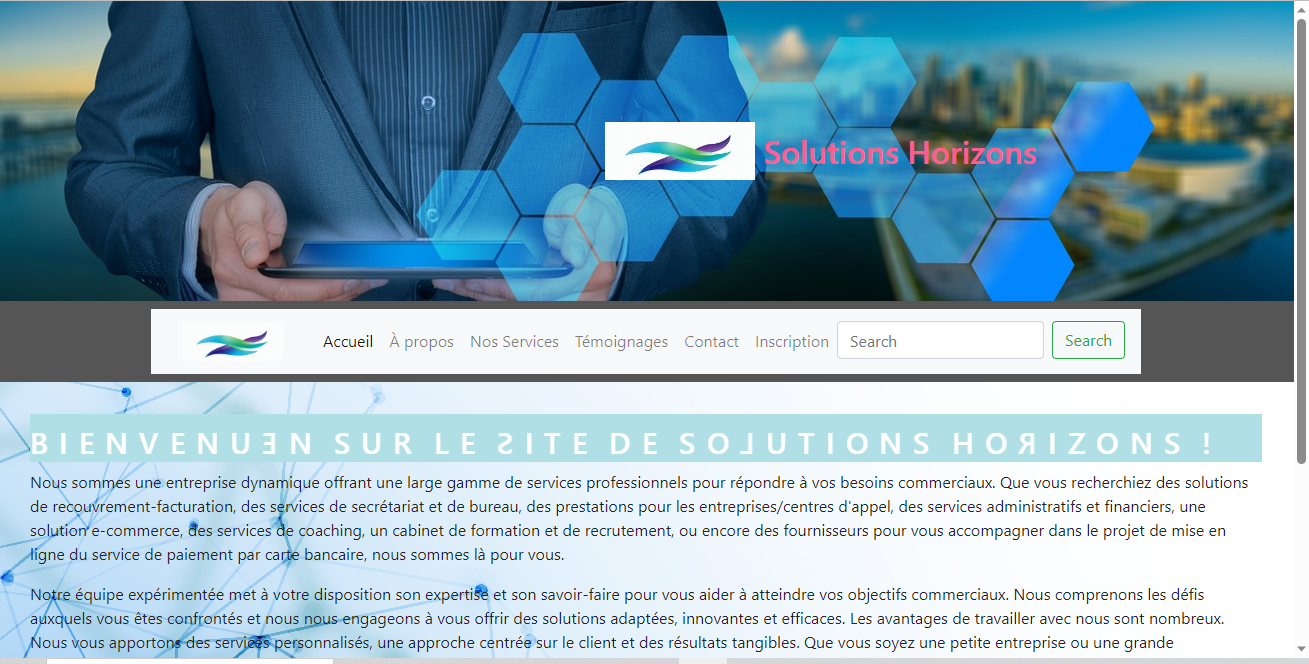 Solutions Horizons
Accueil À propos Nos Services Témoignages Contact Inscription Search Search
BIENVENUƎN SUR LE ƧITE DE SO⅃UTIONS HOЯIZONS !
Nous sommes une entreprise dynamique offrant une large gamme de services professionnels pour répondre à vos besoins commerciaux. Que vous recherchiez des solutions
de recouvrement-facturation, des services de secrétariat et de bureau, des prestations pour les entreprises/centres d'appel, des services administratifs et financiers, une
solution e-commerce, des services de coaching, un cabinet de formation et de recrutement, ou encore des fournisseurs pour vous accompagner dans le projet de mise en
ligne du service de paiement par carte bancaire, nous sommes là pour vous.
Notre équipe expérimentée met à votre disposition son expertise et son savoir-faire pour vous aider à atteindre vos objectifs commerciaux. Nous comprenons les défis
auxquels vous êtes confrontés et nous nous engageons à vous offrir des solutions adaptées, innovantes et efficaces. Les avantages de travailler avec nous sont nombreux.
Nous vous apportons des services personnalisés, une approche centrée sur le client et des résultats tangibles. Que vous soyez une petite entreprise ou une grande